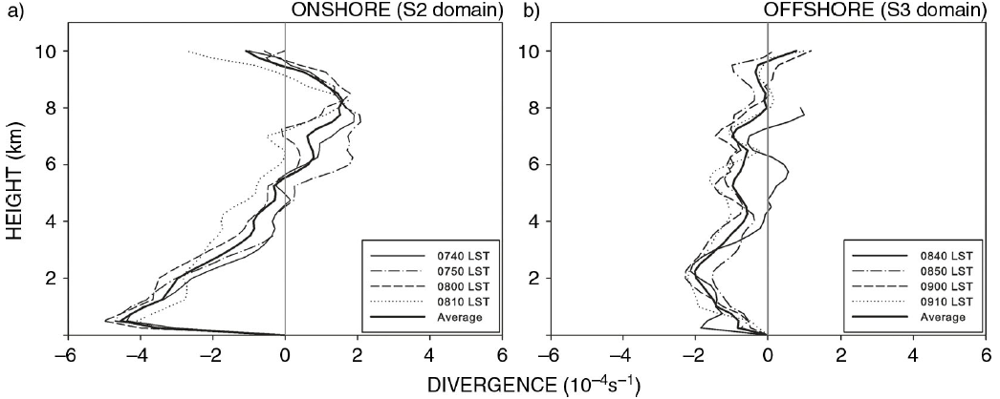 a) ONSHORE (S2 domain)
b) OFFSHORE (S3 domain)
HEIGHT (km)
10
8
6
4
2
0740 LST
0750 LST
0800 LST
0810 LST
Average
−6 −4 −2 0 2 4 6
10
8
6
4
2
0840 LST
0850 LST
0900 LST
0910 LST
Average
−6 −4 −2 0 2 4 6
DIVERGENCE (10⁻⁴s⁻¹)